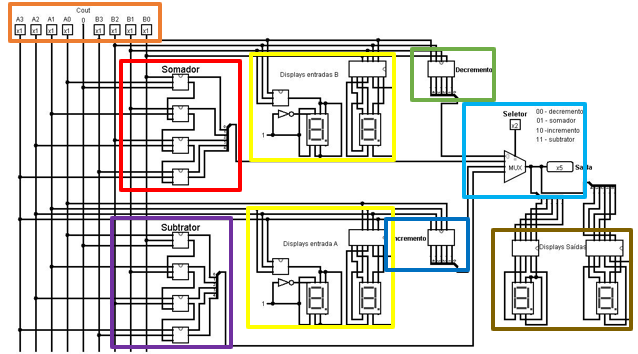 Cout
A3 A2 A1 A0 0 B3 B2 B1 B0
x1 x1 x1 x1 x1 x1 x1 x1
Somador
Displays entradas B
1
Decremento
Seletor
x2
00 - decremento
01 - somador
10 -incremento
11 - subtrator
MUX
x5
Saída
Subtrator
Displays entrada A
1
Incremento
Displays Saídas